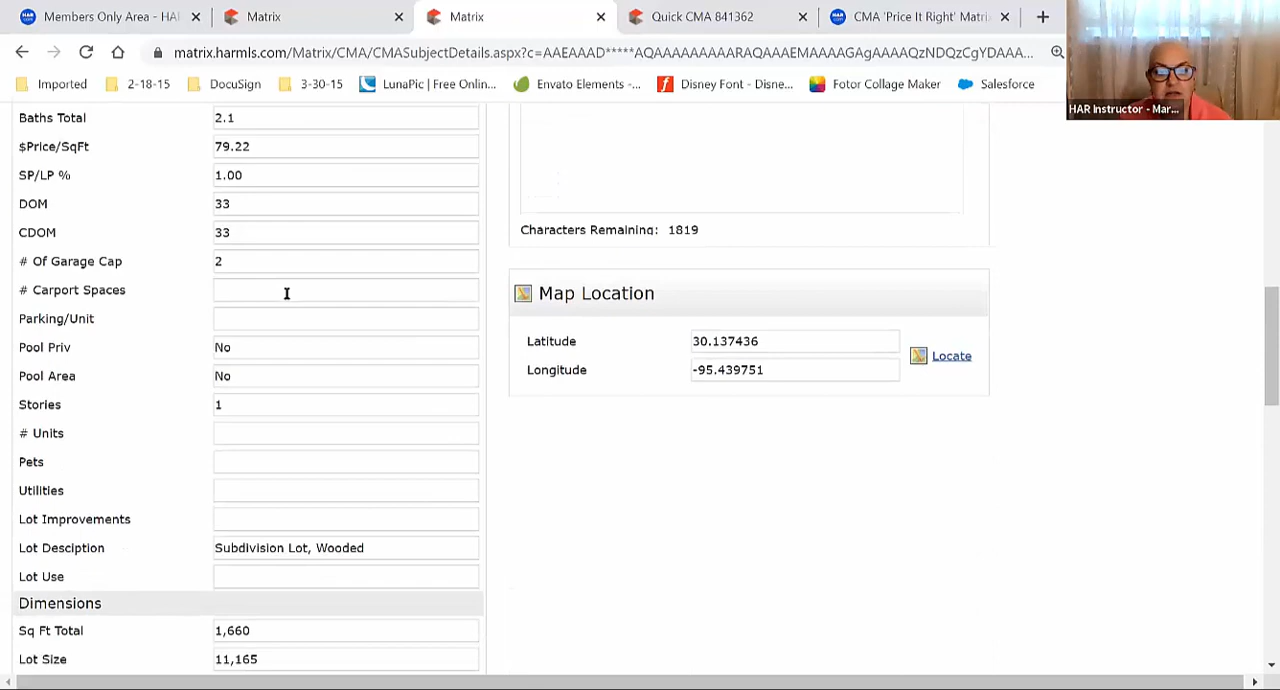 Members Only Area - HAI
Matrix
Matrix
Quick CMA 841362
CMA 'Price It Right' Matri
matrix.harmls.com/Matrix/CMA/CMASubjectDetails.aspx?c=AAEAAAD*****AQAAAAAAAAARAQAAAEMAAAAGAgAAAAQzNDQzCgYDAAA...
Imported
2-18-15
DocuSign
3-30-15
LunaPic | Free Onlin...
Envato Elements -...
Disney Font - Disne...
Fotor Collage Maker
Salesforce
HAR Instructor - Mar...
Baths Total 2.1
$Price/SqFt 79.22
SP/LP % 1.00
DOM 33
CDOM 33
# Of Garage Cap 2
# Carport Spaces
Parking/Unit
Pool Priv No
Pool Area No
Stories 1
# Units
Pets
Utilities
Lot Improvements
Lot Desciption Subdivision Lot, Wooded
Lot Use
Dimensions
Sq Ft Total 1,660
Lot Size 11,165
Characters Remaining: 1819
Map Location
Latitude 30.137436
Longitude -95.439751
Locate